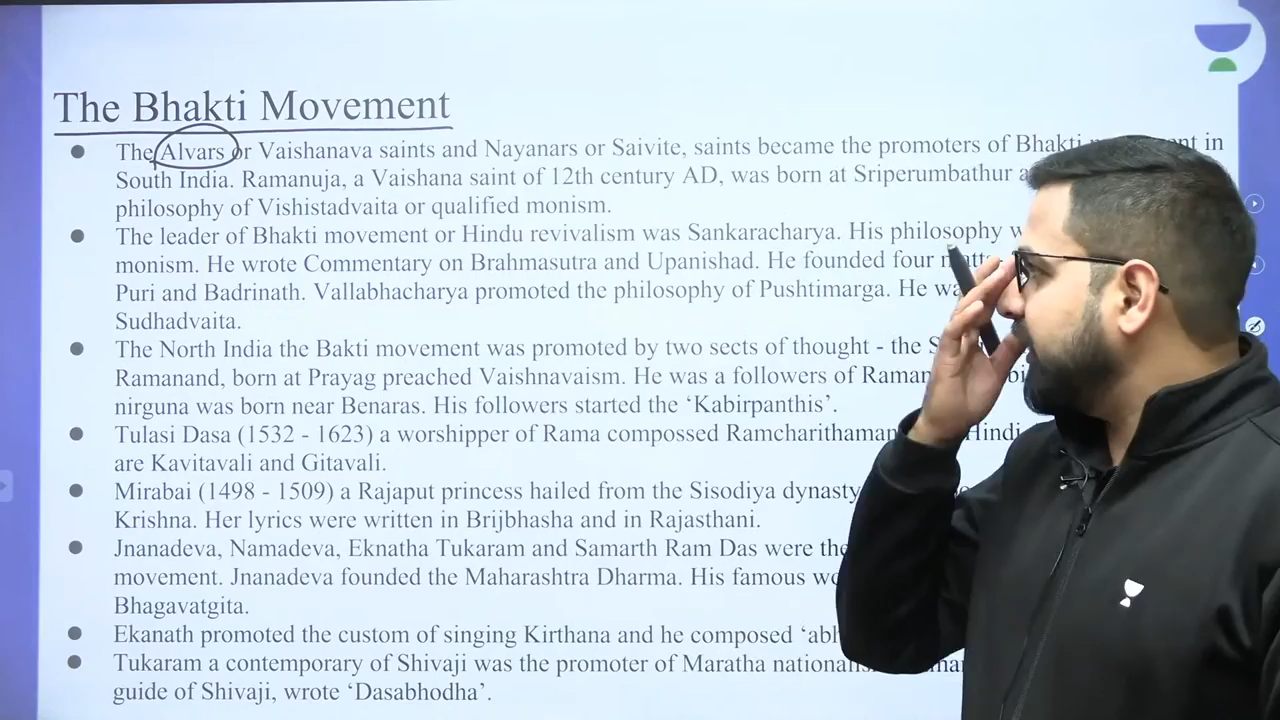 The Bhakti Movement
The Alvars or Vaishanava saints and Nayanars or Saivite, saints became the promoters of Bhakti in
South India. Ramanuja, a Vaishana saint of 12th century AD, was born at Sriperumbathur
philosophy of Vishistadvaita or qualified monism.
The leader of Bhakti movement or Hindu revivalism was Sankaracharya. His philosophy
monism. He wrote Commentary on Brahmasutra and Upanishad. He founded four
Puri and Badrinath. Vallabhacharya promoted the philosophy of Pushtimarga. He
Sudhadvaita.
The North India the Bakti movement was promoted by two sects of thought - the
Ramanand, born at Prayag preached Vaishnavaism. He was a followers of
nirguna was born near Benaras. His followers started the ‘Kabirpanthis’.
Tulasi Dasa (1532 - 1623) a worshipper of Rama compossed Hindi
are Kavitavali and Gitavali.
Mirabai (1498 - 1509) a Rajaput princess hailed from the Sisodiya dynasty
Krishna. Her lyrics were written in Brijbhasha and in Rajasthani.
Jnanadeva, Namadeva, Eknatha Tukaram and Samarth Ram Das were
movement. Jnanadeva founded the Maharashtra Dharma. His famous
Bhagavatgita.
Ekanath promoted the custom of singing Kirthana and he composed
Tukaram a contemporary of Shivaji was the promoter of Maratha
guide of Shivaji, wrote ‘Dasabhodha’.